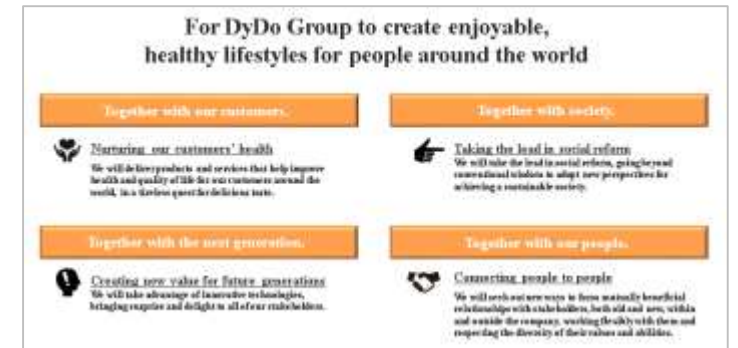 For DyDo Group to create enjoyable,
healthy lifestyles for people around the world
Together with our customers.
Nurturing our customers' health
We will deliver products and services that help improve
health and quality of life for our customers around the
world, in a tireless quest for delicious taste.
Together with society.
Taking the lead in social reform
We will take the lead in social reform, going beyond
conventional wisdom to adopt new perspectives for
achieving a sustainable society.
Together with the next generation.
Creating new value for future generations
We will take advantage of innovative technologies,
bringing surprise and delight to all of our stakeholders.
Together with our people.
Connecting people to people
We will seek out new ways to form mutually beneficial
relationships with stakeholders, both old and new, within
and outside the company, working flexibly with them and
respecting the diversity of their values and abilities.